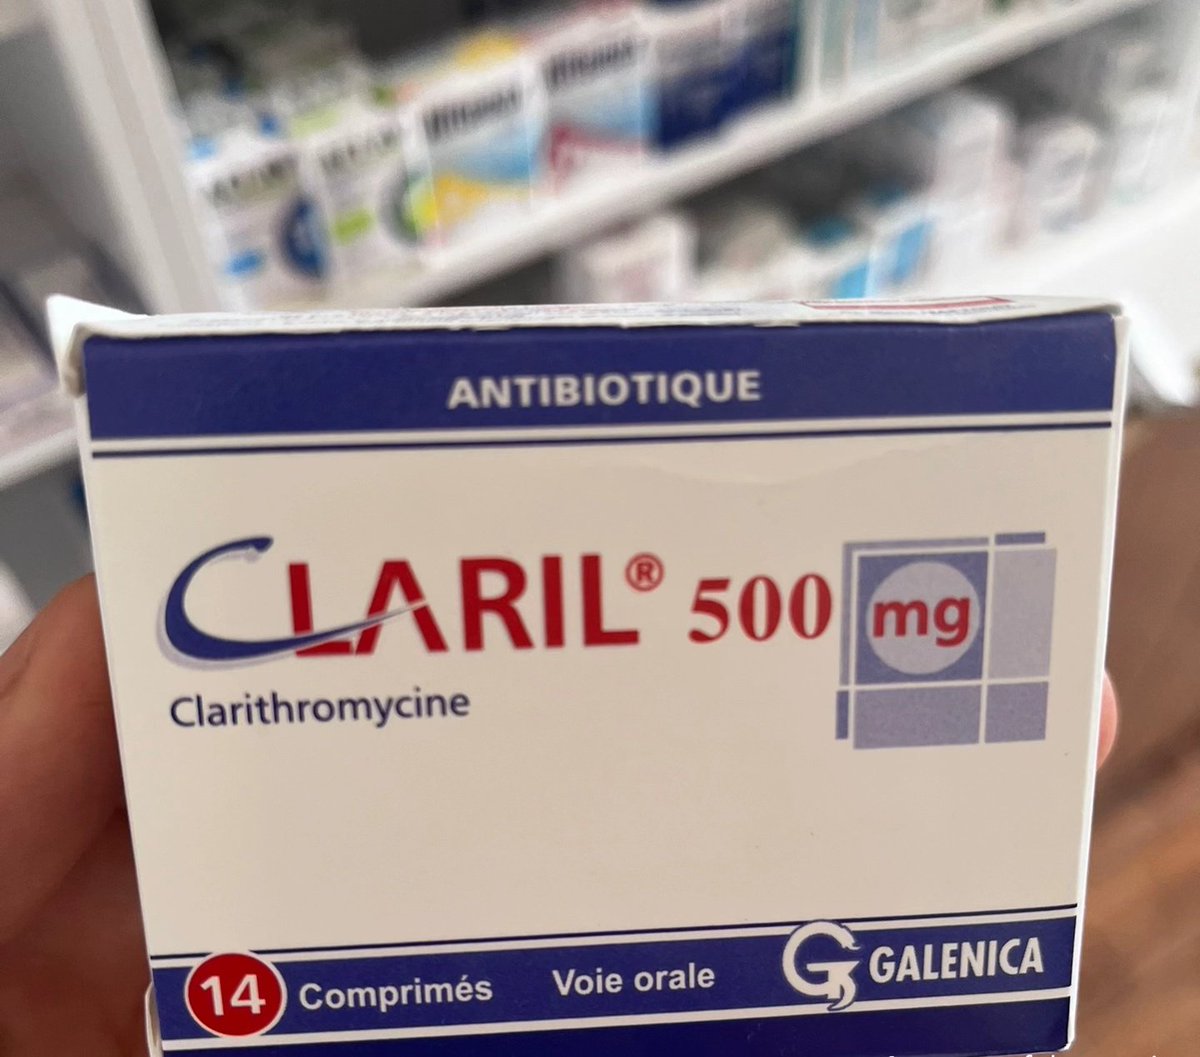 ANTIBIOTIQUE
CLARIL® 500 mg
Clarithromycine
14 Comprimés Voie orale GALENICA